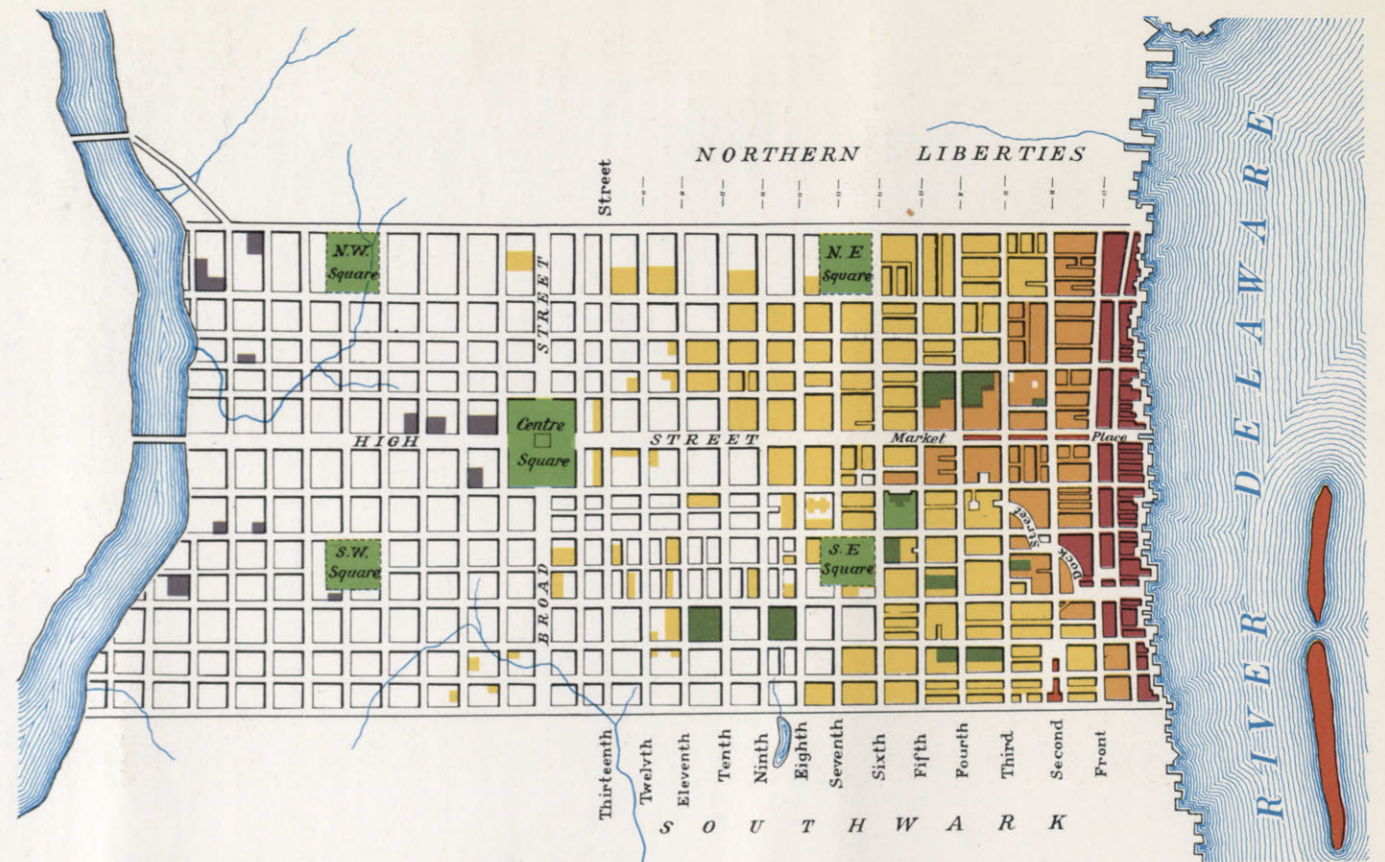 NORTHERN LIBERTIES
Street
N.W.
Square
N. E
Square
STREET
Centre
Square
HIGH STREET Market Place
Street
Dock
S.W.
Square
S. E
Square
BROAD
Thirteenth
Twelvth
Eleventh
Tenth
Ninth
Eighth
Seventh
Sixth
Fifth
Fourth
Third
Second
Front
SOUTHWARK
RIVER DELAWARE